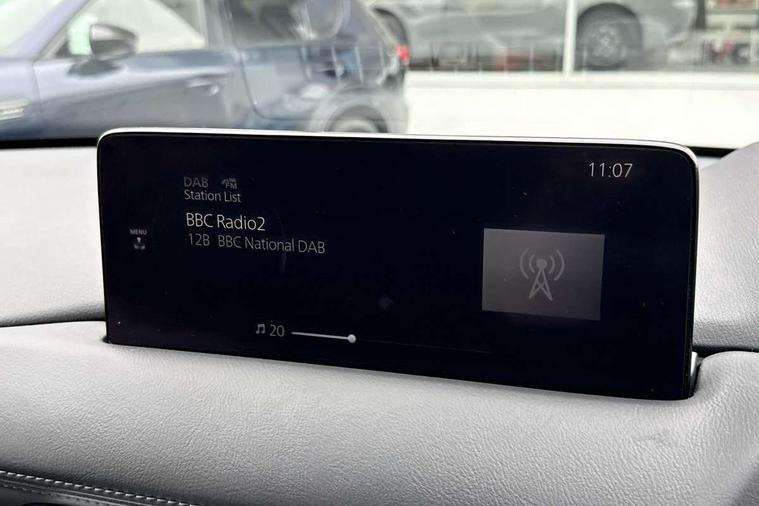 11:07
DAB FM
Station List
BBC Radio2
MENU
12B BBC National DAB
20